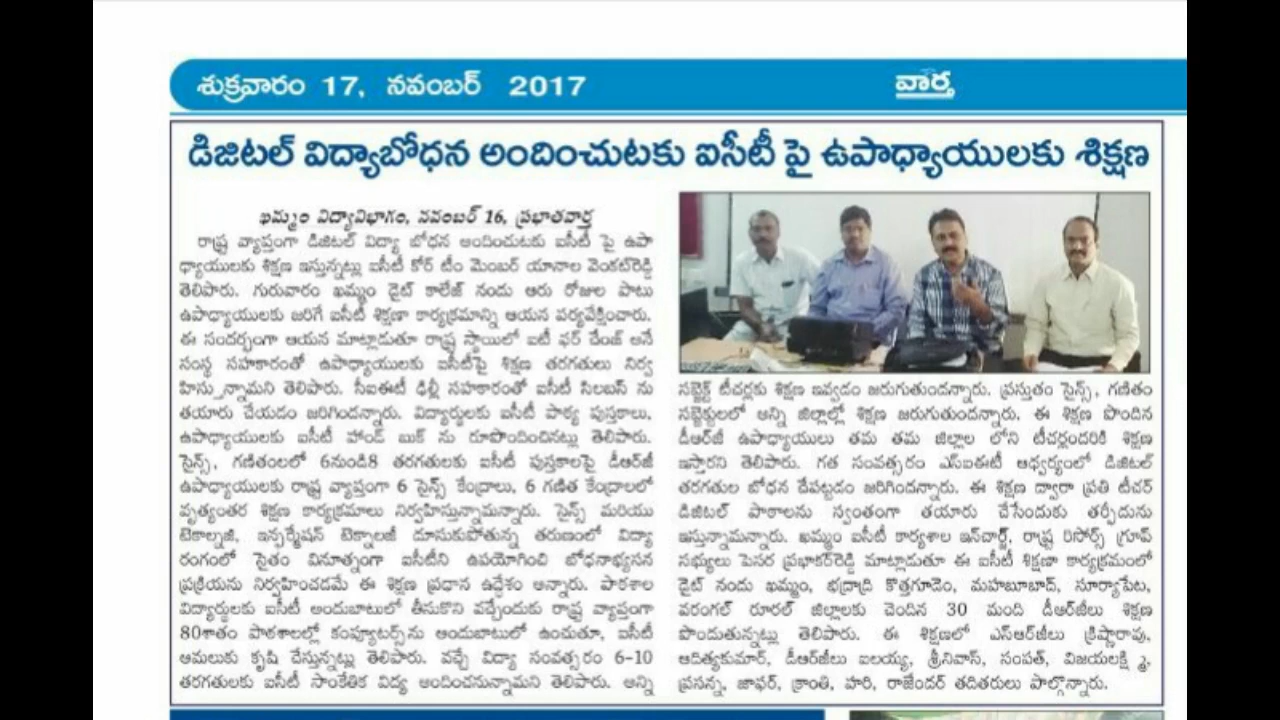 శుక్రవారం 17, నవంబర్ 2017
వార్త
డిజిటల్ విద్యాబోధన అందించుటకు ఐసీటీ పై ఉపాధ్యాయులకు శిక్షణ
ఖమ్మం విద్యావిభాగం, నవంబర్ 16, ప్రభాతవార్త
రాష్ట్ర వ్యాప్తంగా డిజిటల్ విద్యా బోధన అందించుటకు ఐసీటీ పై ఉపా
ధ్యాయులకు శిక్షణ ఇస్తున్నట్లు ఐసీటీ కోర్ టీం మెంబర్ యానాల వెంకట్‌రెడ్డి
తెలిపారు. గురువారం ఖమ్మం డైట్ కాలేజ్ నందు ఆరు రోజుల పాటు
ఉపాధ్యాయులకు జరిగే ఐసీటీ శిక్షణా కార్యక్రమాన్ని ఆయన పర్యవేక్షించారు.
ఈ సందర్భంగా ఆయన మాట్లాడుతూ రాష్ట్ర స్థాయిలో ఐటీ ఫర్ చేంజ్ అనే
సంస్థ సహకారంతో ఉపాధ్యాయులకు ఐసీటీపై శిక్షణ తరగతులు నిర్వ
హిస్తున్నామని తెలిపారు. సీఐఈటీ ఢిల్లీ సహకారంతో ఐసీటీ సిలబస్ ను
తయారు చేయడం జరిగిందన్నారు. విద్యార్థులకు ఐసీటీ పాఠ్య పుస్తకాలు,
ఉపాధ్యాయులకు ఐసీటీ హాండ్ బుక్ ను రూపొందించినట్లు తెలిపారు.
సైన్స్, గణితంలలో 6నుండి8 తరగతులకు ఐసీటీ పుస్తకాలపై డీఆర్‌జీ
ఉపాధ్యాయులకు రాష్ట్ర వ్యాప్తంగా 6 సైన్స్ కేంద్రాలు, 6 గణిత కేంద్రాలలో
వృత్యంతర శిక్షణ కార్యక్రమాలు నిర్వహిస్తున్నామన్నారు. సైన్స్ మరియు
టెకాల్నజి, ఇన్ఫర్మేషన్ టెక్నాలజీ దూసుకుపోతున్న తరుణంలో విద్యా
రంగంలో సైతం వినూత్నంగా ఐసీటీని ఉపయోగించి బోధనాభ్యసన
ప్రక్రియను నిర్వహించడమే ఈ శిక్షణ ప్రధాన ఉద్దేశం అన్నారు. పాఠశాల
విద్యార్థులకు ఐసీటీ అందుబాటులో తీసుకొని వచ్చేందుకు రాష్ట్ర వ్యాప్తంగా
80శాతం పాఠశాలల్లో కంప్యూటర్స్‌ను అందుబాటులో ఉంచుతూ, ఐసీటీ
అమలుకు కృషి చేస్తున్నట్లు తెలిపారు. వచ్చే విద్యా సంవత్సరం 6-10
తరగతులకు ఐసీటీ సాంకేతిక విద్య అందించనున్నామని తెలిపారు. అన్ని
సబ్జెక్ట్ టీచర్లకు శిక్షణ ఇవ్వడం జరుగుతుందన్నారు. ప్రస్తుతం సైన్స్, గణితం
సబ్జెక్టులలో అన్ని జిల్లాల్లో శిక్షణ జరుగుతుందన్నారు. ఈ శిక్షణ పొందిన
డీఆర్‌జీ ఉపాధ్యాయులు తమ తమ జిల్లాల లోని టీచర్లందరికి శిక్షణ
ఇస్తారని తెలిపారు. గత సంవత్సరం ఎస్ఐఈటీ ఆధ్వర్యంలో డిజిటల్
తరగతుల బోధన చేపట్టడం జరిగిందన్నారు. ఈ శిక్షణ ద్వారా ప్రతి టీచర్
డిజిటల్ పాఠాలను స్వంతంగా తయారు చేసేందుకు తర్ఫీదును
ఇస్తున్నామన్నారు. ఖమ్మం ఐసీటీ కార్యశాల ఇన్‌చార్జ్, రాష్ట్ర రిసోర్స్ గ్రూప్
సభ్యులు పెసర ప్రభాకర్‌రెడ్డి మాట్లాడుతూ ఈ ఐసీటీ శిక్షణా కార్యక్రమంలో
డైట్ నందు ఖమ్మం, భద్రాద్రి కొత్తగూడెం, మహబూబాద్, సూర్యాపేట,
వరంగల్ రూరల్ జిల్లాలకు చెందిన 30 మంది డీఆర్‌జీలు శిక్షణ
పొందుతున్నట్లు తెలిపారు. ఈ శిక్షణలో ఎస్ఆర్‌జీలు క్రిష్ణారావు,
ఆదిత్యకుమార్, డీఆర్‌జీలు ఐలయ్య, శ్రీనివాస్, సంపత్, విజయలక్ష్మి,
ప్రసన్న, జాఫర్, క్రాంతి, హరి, రాజేందర్ తదితరులు పాల్గొన్నారు.